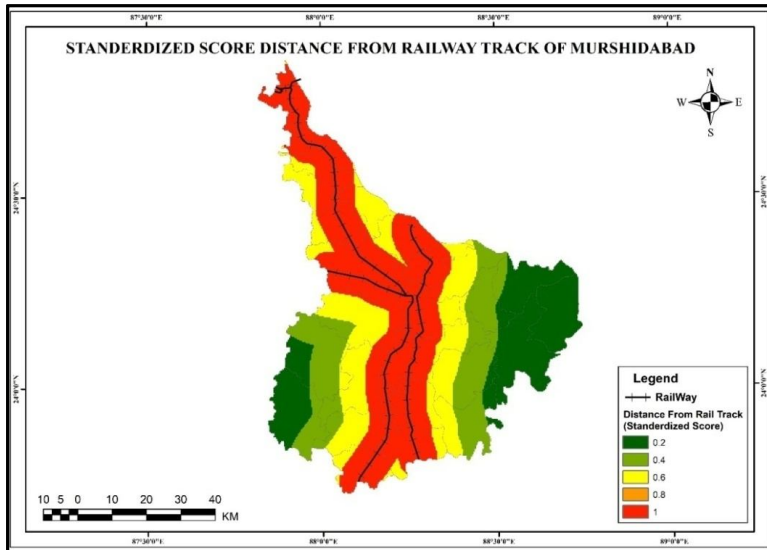 87°30'0"E 88°0'0"E 88°30'0"E 89°0'0"E
STANDERDIZED SCORE DISTANCE FROM RAILWAY TRACK OF MURSHIDABAD
N
W E
S
24°30'0"N 24°30'0"N
24°0'0"N 24°0'0"N
Legend
RailWay
Distance From Rail Track
(Standerdized Score)
0.2
0.4
0.6
0.8
1
10 5 0 10 20 30 40
KM
87°30'0"E 88°0'0"E 88°30'0"E 89°0'0"E